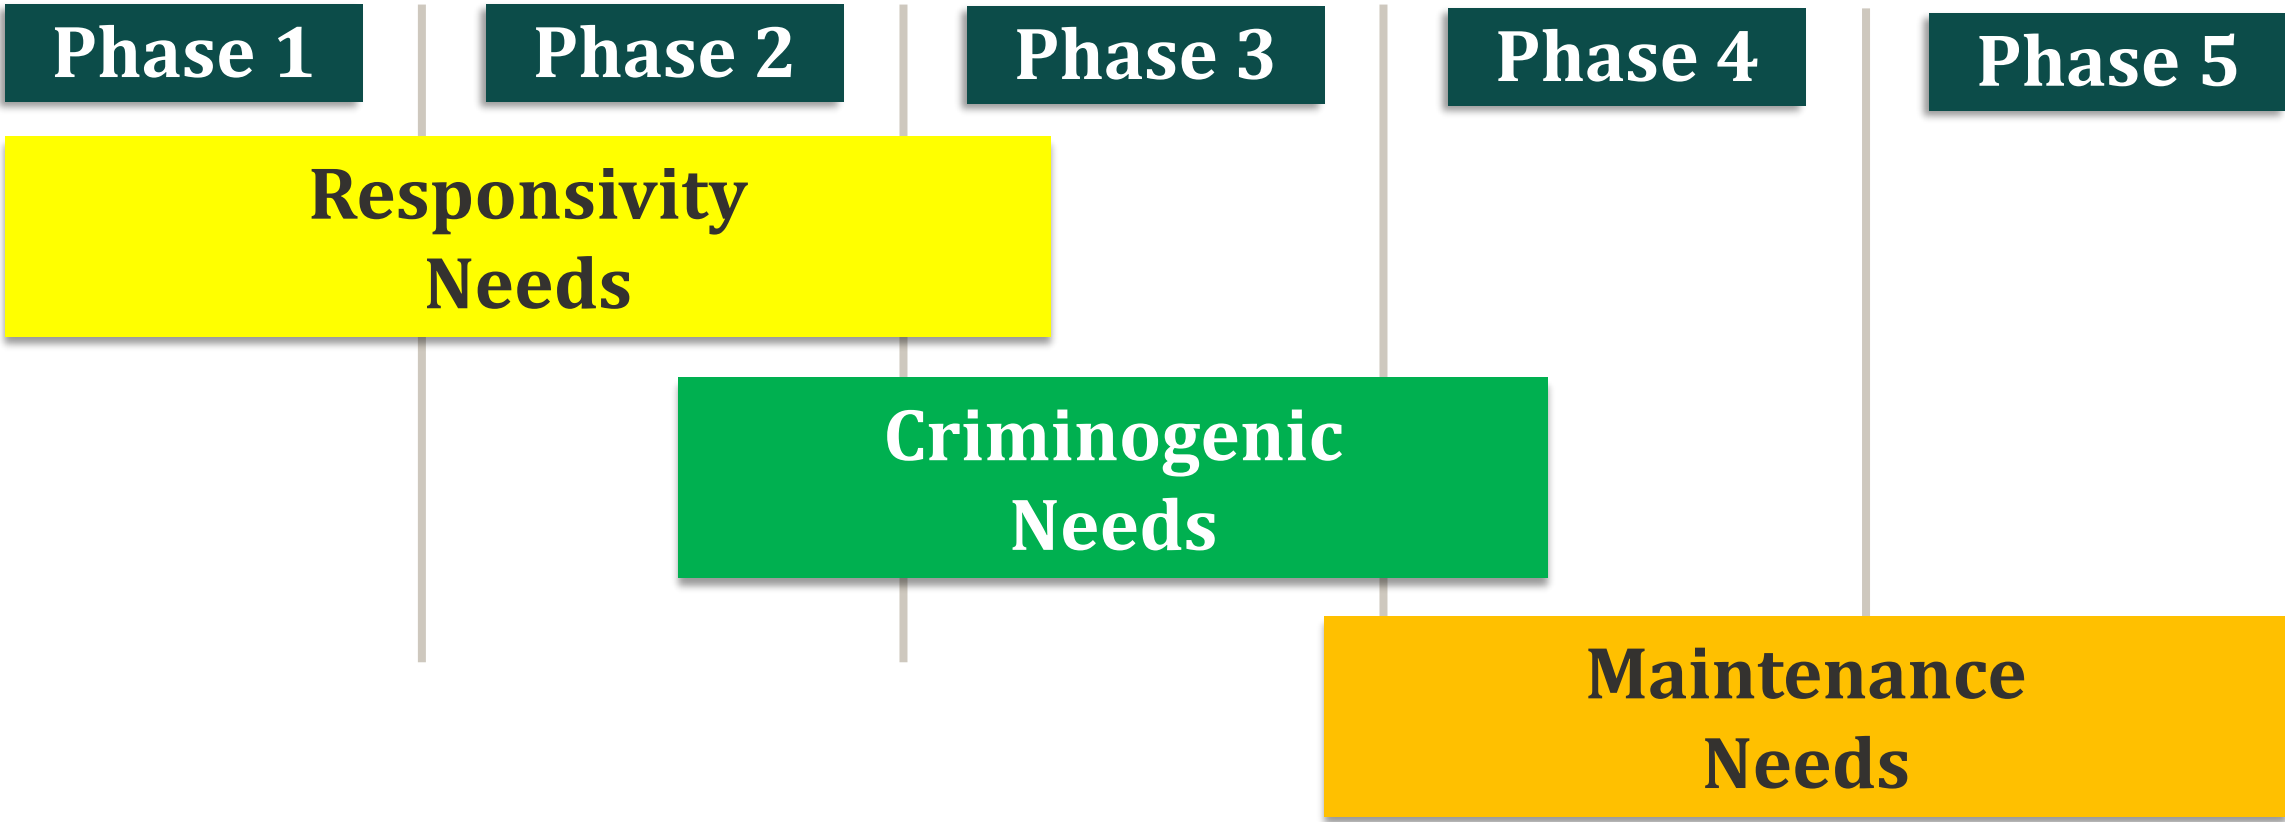 Phase 1
Phase 2
Phase 3
Phase 4
Phase 5
Responsivity
Needs
Criminogenic
Needs
Maintenance
Needs